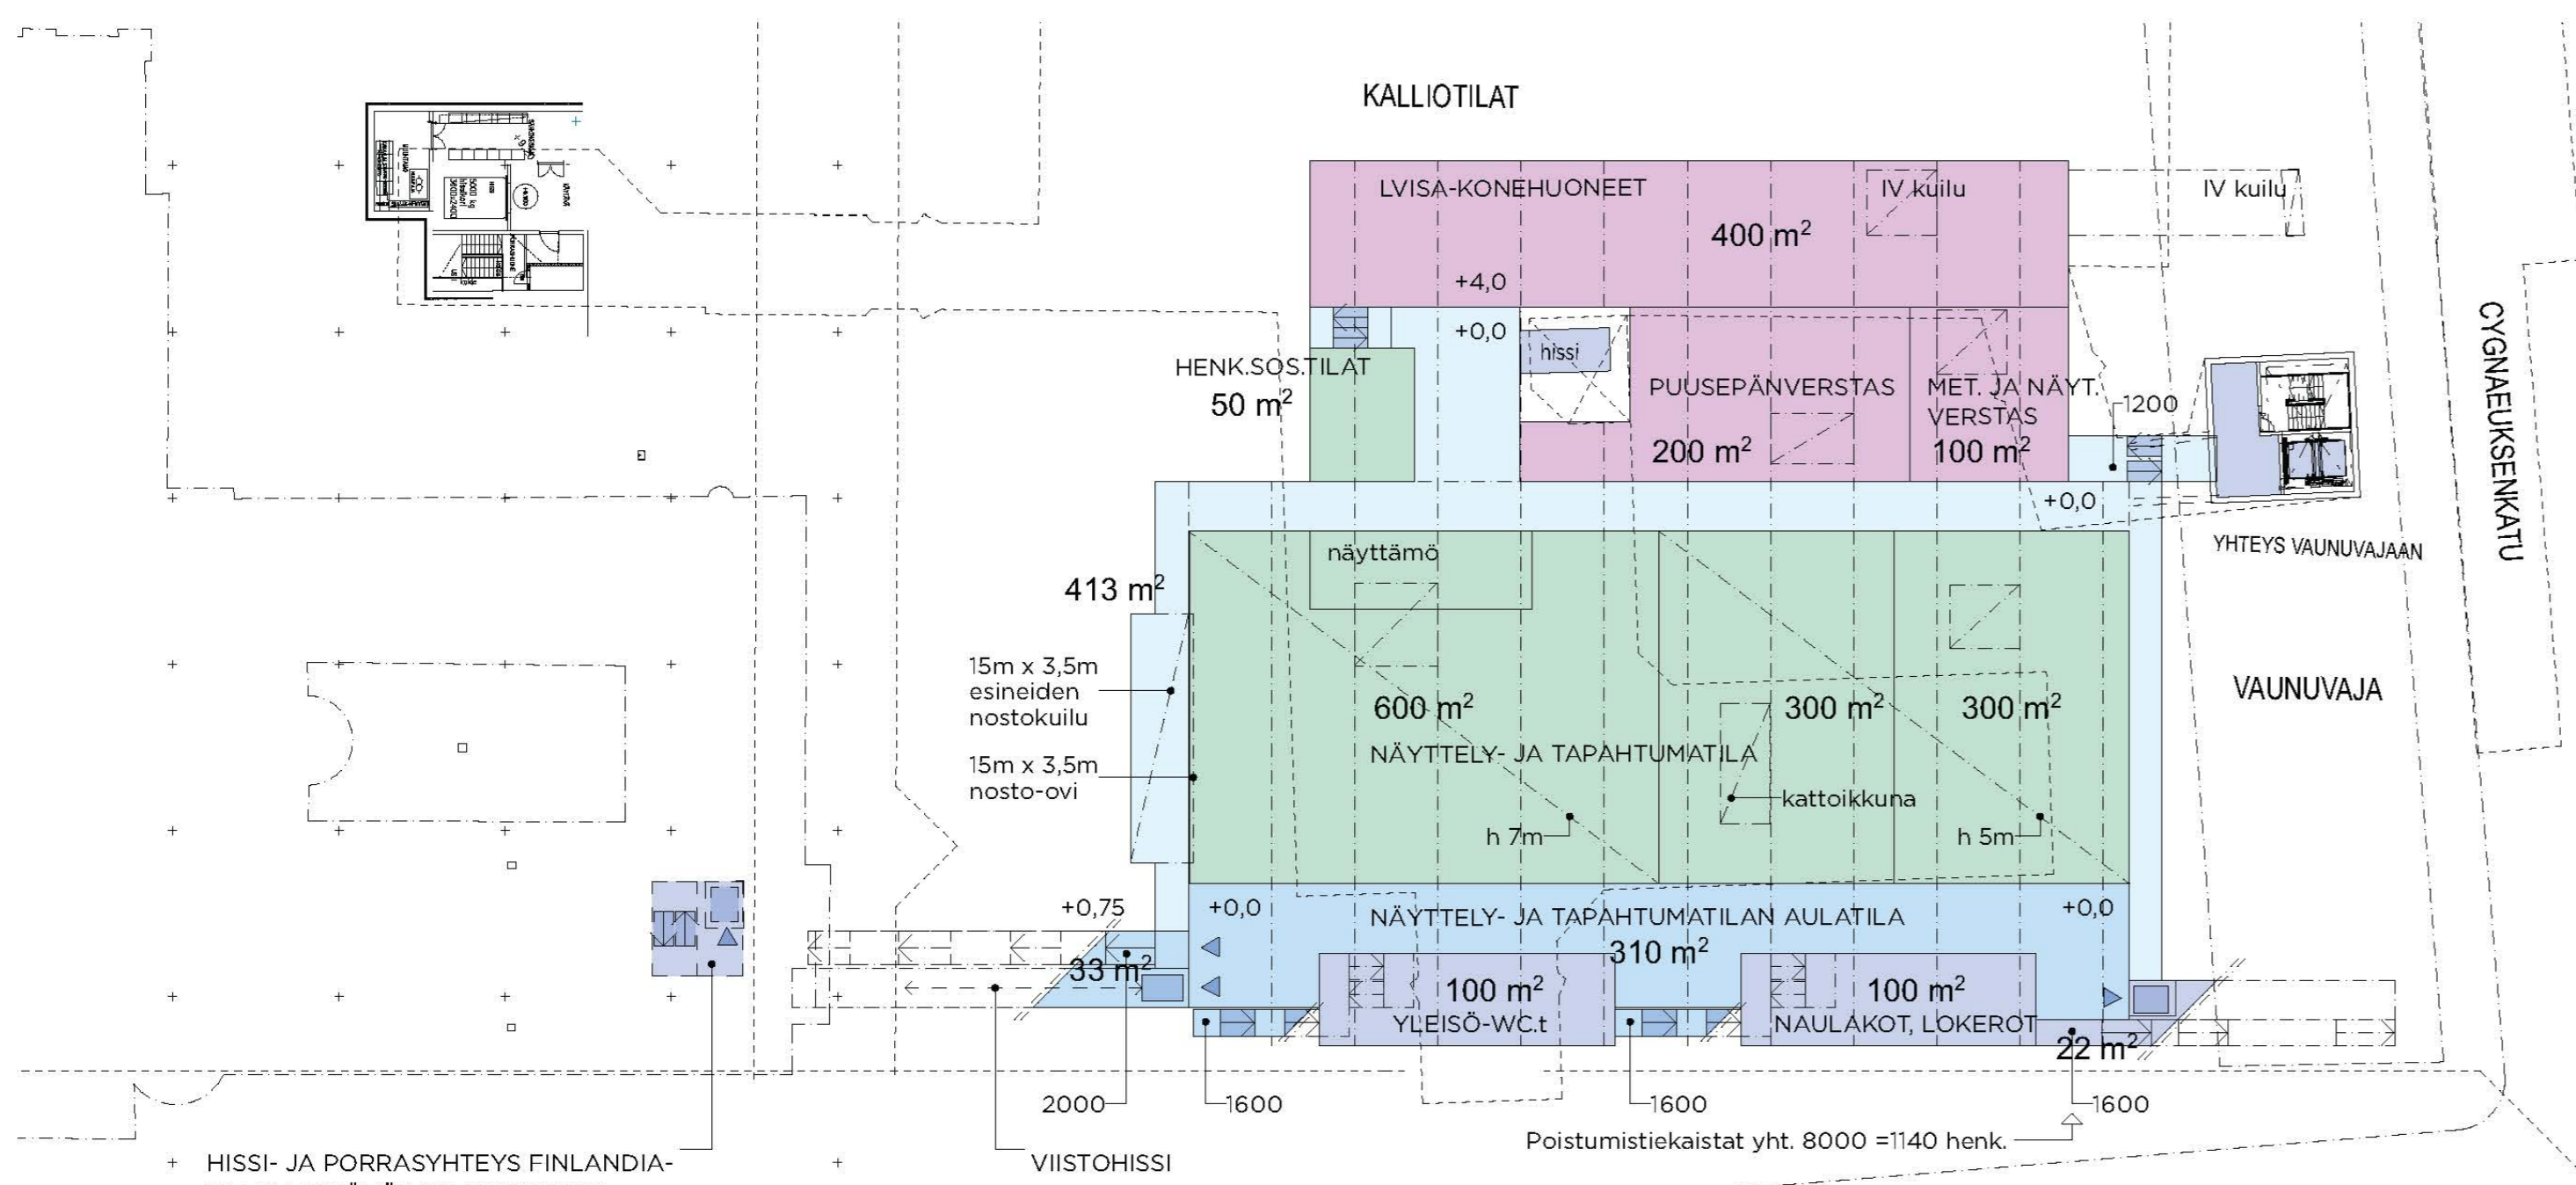 KALLIOTILAT
LVISA-KONEHUONEET
IV kuilu
IV kuilu
400 m²
+4,0
+0,0
hissi
HENK.SOS.TILAT
50 m²
PUUSEPÄNVERSTAS
200 m²
MET. JA NÄYT.
VERSTAS
100 m²
1200
+0,0
CYGNAEUKSENKATU
YHTEYS VAUNUVAJAAN
VAUNUVAJA
näyttämö
413 m²
15m x 3,5m
esineiden
nostokuilu
15m x 3,5m
nosto-ovi
600 m²
300 m²
300 m²
NÄYTTELY- JA TAPAHTUMATILA
kattoikkuna
h 7m
h 5m
+0,75
+0,0
NÄYTTELY- JA TAPAHTUMATILAN AULATILA
+0,0
310 m²
33 m²
100 m²
YLEISÖ-WC.t
100 m²
NAULAKOT, LOKEROT
22 m²
2000
1600
1600
1600
Poistumistiekaistat yht. 8000 =1140 henk.
HISSI- JA PORRASYHTEYS FINLANDIA-
VIISTOHISSI